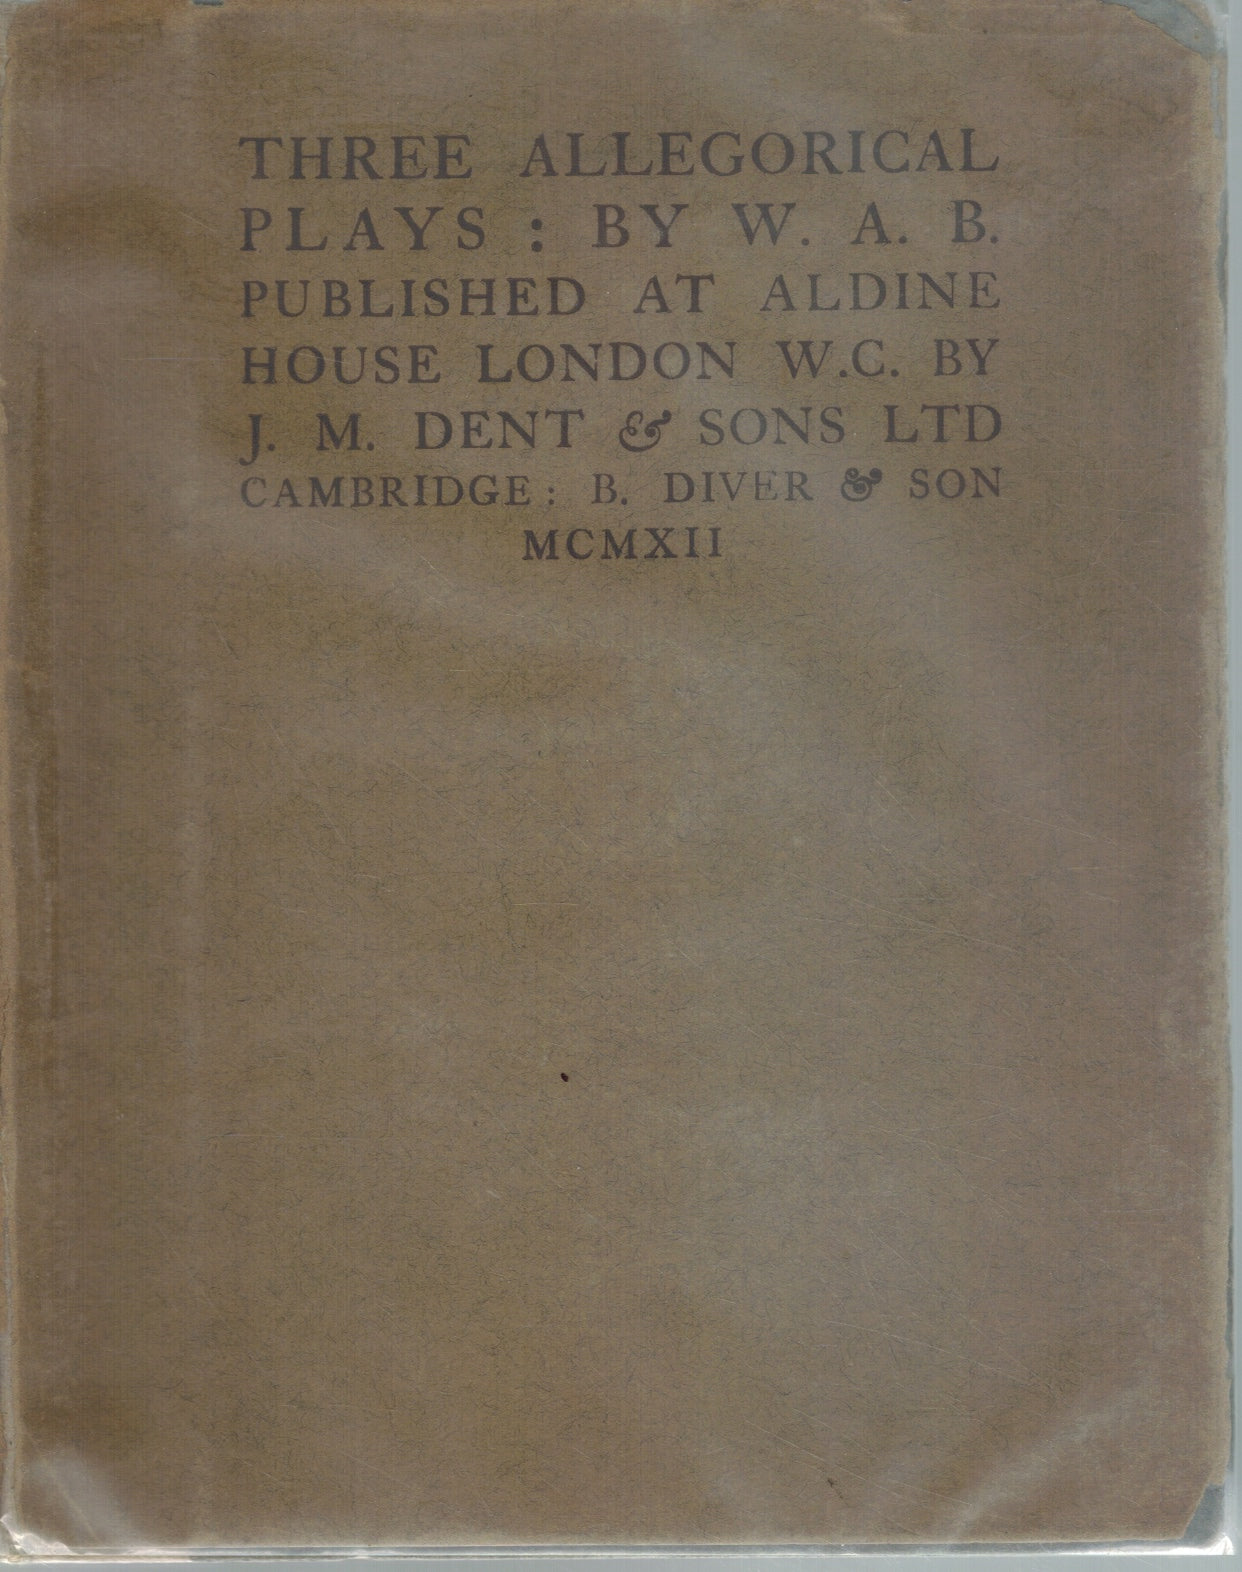 THREE ALLEGORICAL
PLAYS : BY W. A. B.
PUBLISHED AT ALDINE
HOUSE LONDON W.C. BY
J. M. DENT & SONS LTD
CAMBRIDGE: B. DIVER & SON
MCMXII